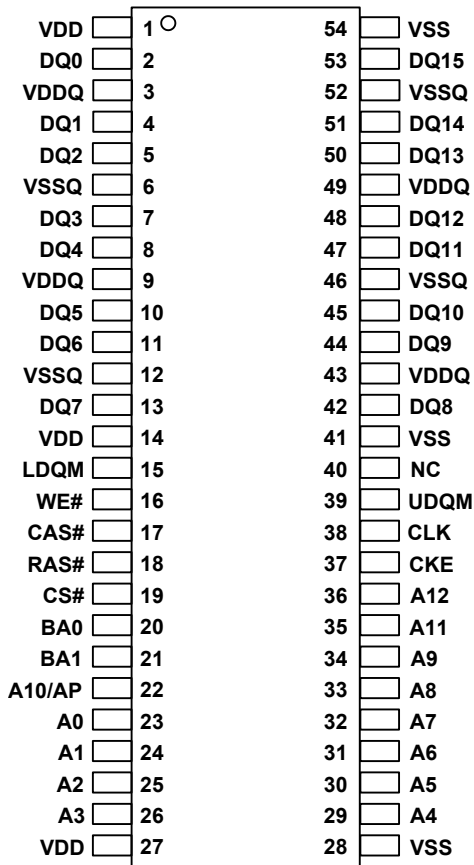 VDD 1 54 VSS
DQ0 2 53 DQ15
VDDQ 3 52 VSSQ
DQ1 4 51 DQ14
DQ2 5 50 DQ13
VSSQ 6 49 VDDQ
DQ3 7 48 DQ12
DQ4 8 47 DQ11
VDDQ 9 46 VSSQ
DQ5 10 45 DQ10
DQ6 11 44 DQ9
VSSQ 12 43 VDDQ
DQ7 13 42 DQ8
VDD 14 41 VSS
LDQM 15 40 NC
WE# 16 39 UDQM
CAS# 17 38 CLK
RAS# 18 37 CKE
CS# 19 36 A12
BA0 20 35 A11
BA1 21 34 A9
A10/AP 22 33 A8
A0 23 32 A7
A1 24 31 A6
A2 25 30 A5
A3 26 29 A4
VDD 27 28 VSS